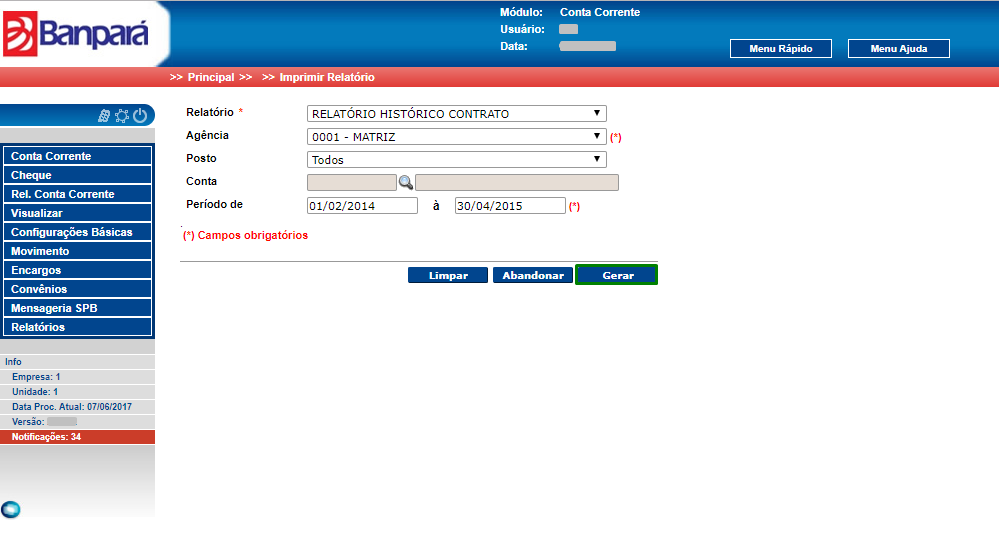 Banpará
Módulo: Conta Corrente
Usuário:
Data:
Menu Rápido Menu Ajuda
>> Principal >> >> Imprimir Relatório
Conta Corrente
Cheque
Rel. Conta Corrente
Visualizar
Configurações Básicas
Movimento
Encargos
Convênios
Mensageria SPB
Relatórios
Info
Empresa: 1
Unidade: 1
Data Proc. Atual: 07/06/2017
Versão:
Notificações: 34
Relatório * RELATÓRIO HISTÓRICO CONTRATO
Agência 0001 - MATRIZ (*)
Posto Todos
Conta
Período de 01/02/2014 à 30/04/2015 (*)
(*) Campos obrigatórios
Limpar Abandonar Gerar